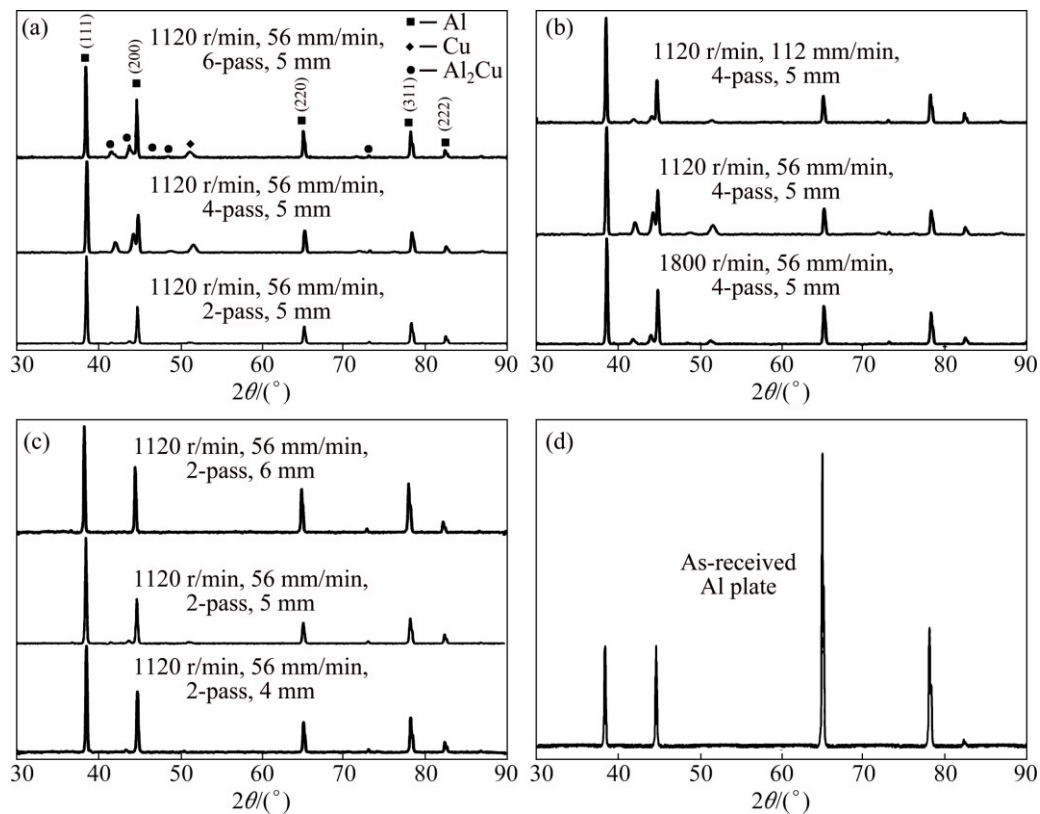 (a)
■ — Al
◆ — Cu
● — Al₂Cu
1120 r/min, 56 mm/min,
6-pass, 5 mm
(111)
(200)
(220)
(311)
(222)
1120 r/min, 56 mm/min,
4-pass, 5 mm
1120 r/min, 56 mm/min,
2-pass, 5 mm
30 40 50 60 70 80 90
2θ/(°)
(b)
1120 r/min, 112 mm/min,
4-pass, 5 mm
1120 r/min, 56 mm/min,
4-pass, 5 mm
1800 r/min, 56 mm/min,
4-pass, 5 mm
30 40 50 60 70 80 90
2θ/(°)
(c)
1120 r/min, 56 mm/min,
2-pass, 6 mm
1120 r/min, 56 mm/min,
2-pass, 5 mm
1120 r/min, 56 mm/min,
2-pass, 4 mm
30 40 50 60 70 80 90
2θ/(°)
(d)
As-received
Al plate
30 40 50 60 70 80 90
2θ/(°)